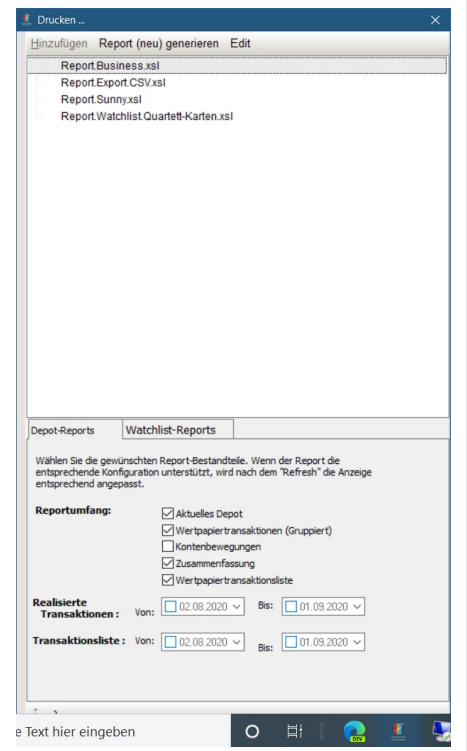 Drucken ...
Hinzufügen Report (neu) generieren Edit
Report.Business.xsl
Report.Export.CSV.xsl
Report.Sunny.xsl
Report.Watchlist.Quartett-Karten.xsl
Depot-Reports Watchlist-Reports
Wählen Sie die gewünschten Report-Bestandteile. Wenn der Report die
entsprechende Konfiguration unterstützt, wird nach dem "Refresh" die Anzeige
entsprechend angepasst.
Reportumfang: Aktuelles Depot
Wertpapiertransaktionen (Gruppiert)
Kontenbewegungen
Zusammenfassung
Wertpapiertransaktionsliste
Realisierte
Transaktionen : Von: 02.08.2020 Bis: 01.09.2020
Transaktionsliste : Von: 02.08.2020 Bis: 01.09.2020
e Text hier eingeben
DEV